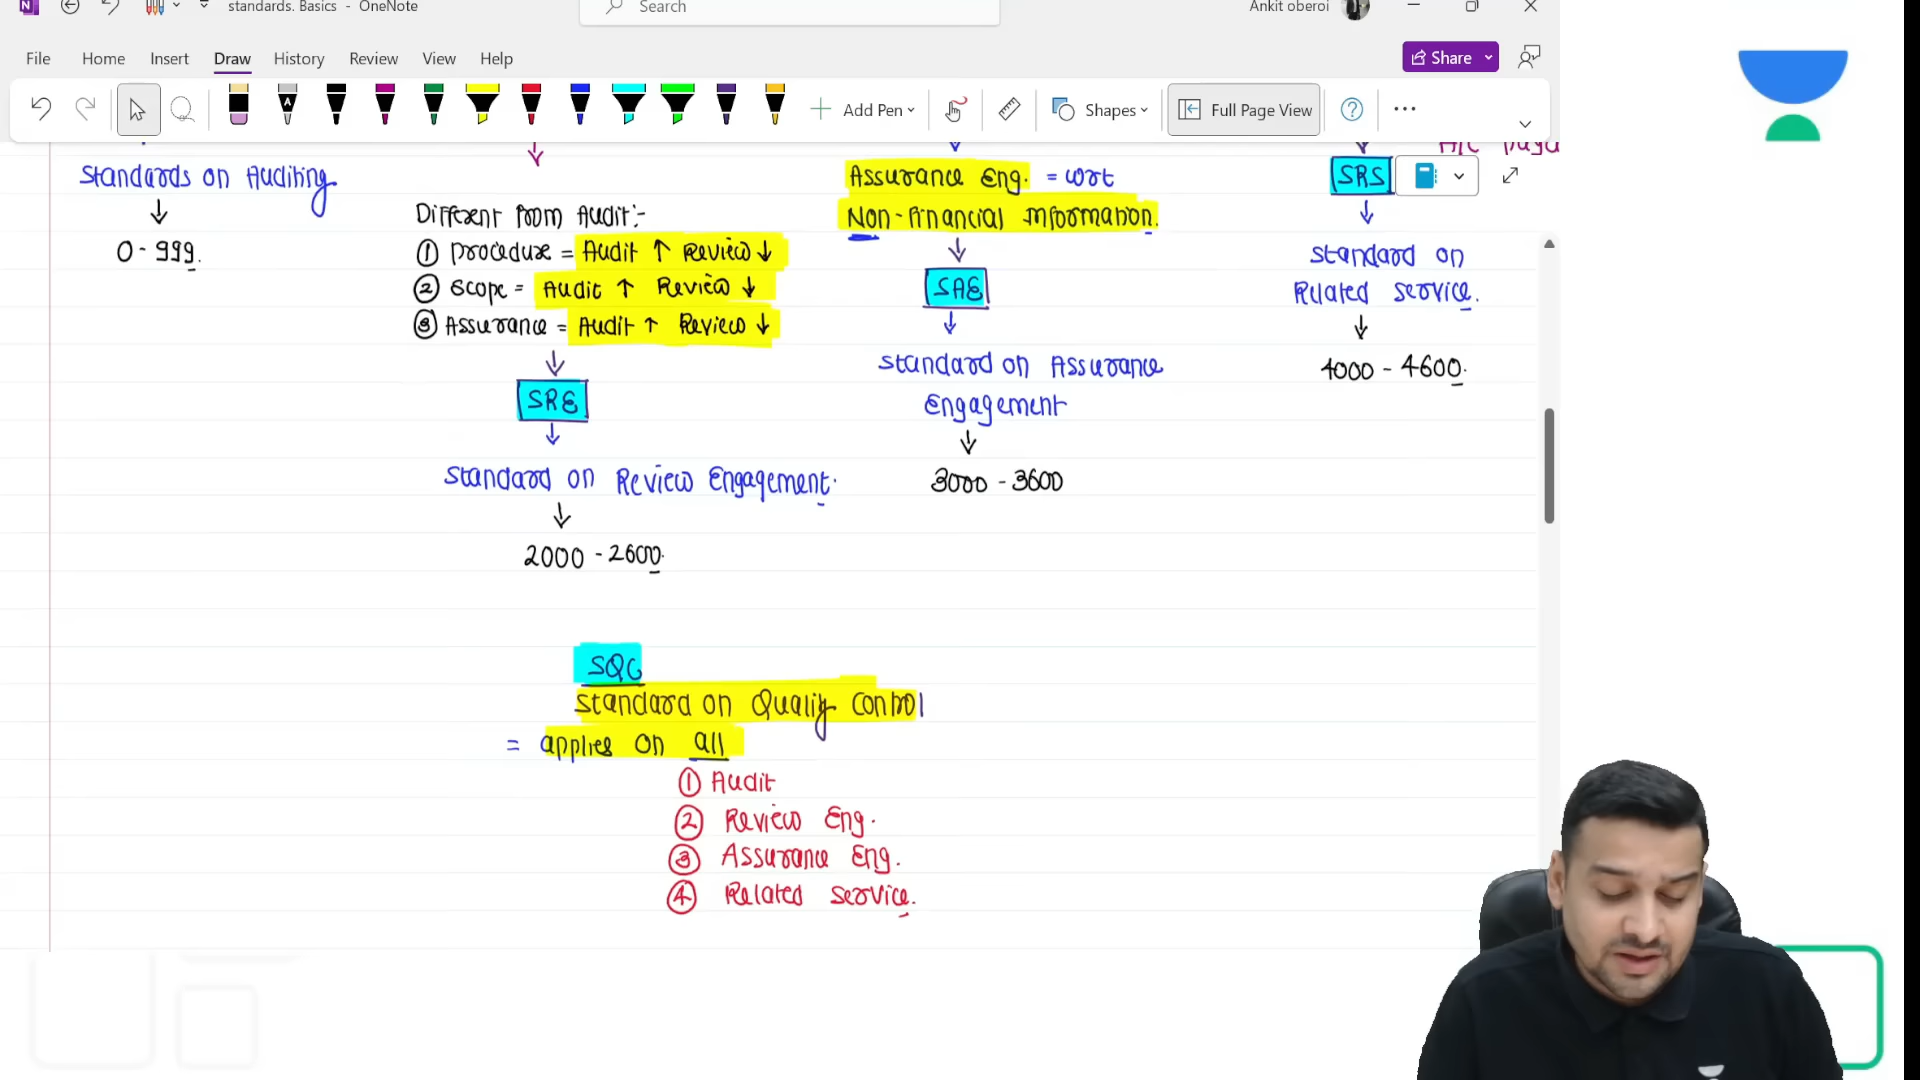 standards. Basics - OneNote
Search
Ankit oberoi
File Home Insert Draw History Review View Help
Share
A
Add Pen
Shapes
Full Page View
Standards on Auditing
0 - 999.
Different from Audit:-
① Procedure = Audit ↑ Review ↓
② Scope = Audit ↑ Review ↓
③ Assurance = Audit ↑ Review ↓
SRE
Standard on Review Engagement.
2000 - 2600.
Assurance Eng. = wrt
Non-Financial Information.
SAE
Standard on Assurance
Engagement
3000 - 3600
SRS
Standard on
Related Service.
4000 - 4600.
SQC
Standard on Quality Control
= applies on all
① Audit
② Review Eng.
③ Assurance Eng.
④ Related Service.